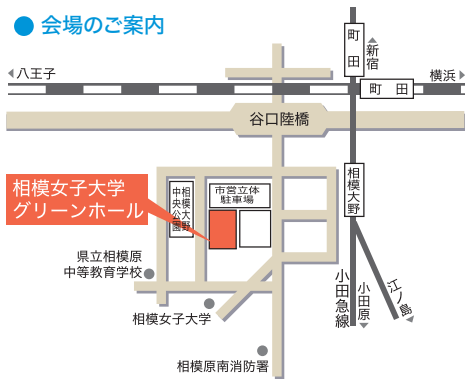 会場のご案内
町田
新宿
八王子
横浜
町田
谷口陸橋
相模大野
相模女子大学
グリーンホール
相模大野
中央公園
市営立体
駐車場
県立相模原
中等教育学校
小田急線
小田原
江ノ島
相模女子大学
相模原南消防署